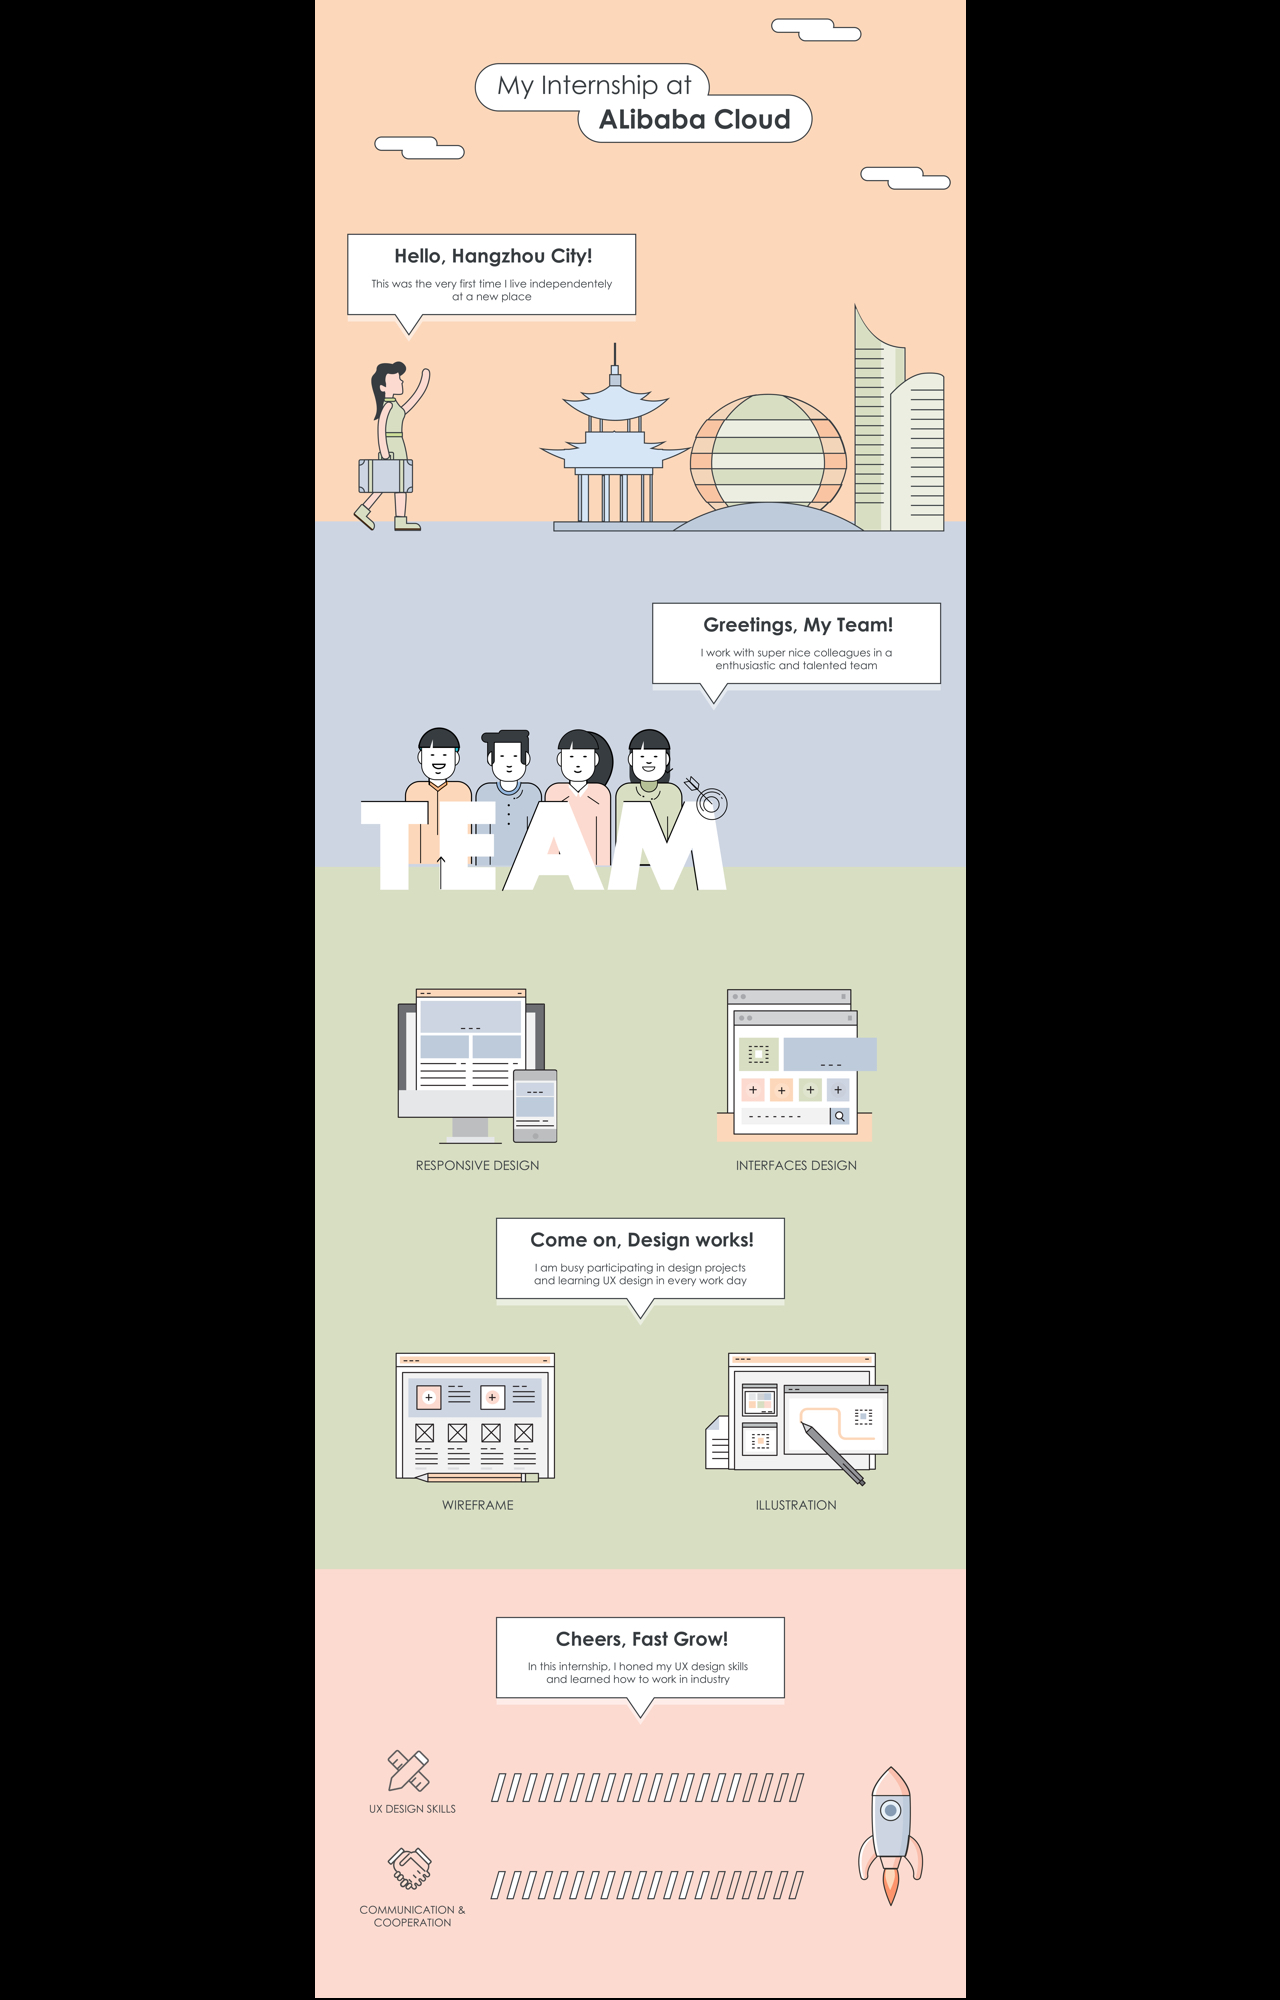 My Internship at
ALibaba Cloud
Hello, Hangzhou City!
This was the very first time I live independentely
at a new place
Greetings, My Team!
I work with super nice colleagues in a
enthusiastic and talented team
TEAM
RESPONSIVE DESIGN
INTERFACES DESIGN
Come on, Design works!
I am busy participating in design projects
and learning UX design in every work day
WIREFRAME
ILLUSTRATION
Cheers, Fast Grow!
In this internship, I honed my UX design skills
and learned how to work in industry
UX DESIGN SKILLS
COMMUNICATION &
COOPERATION